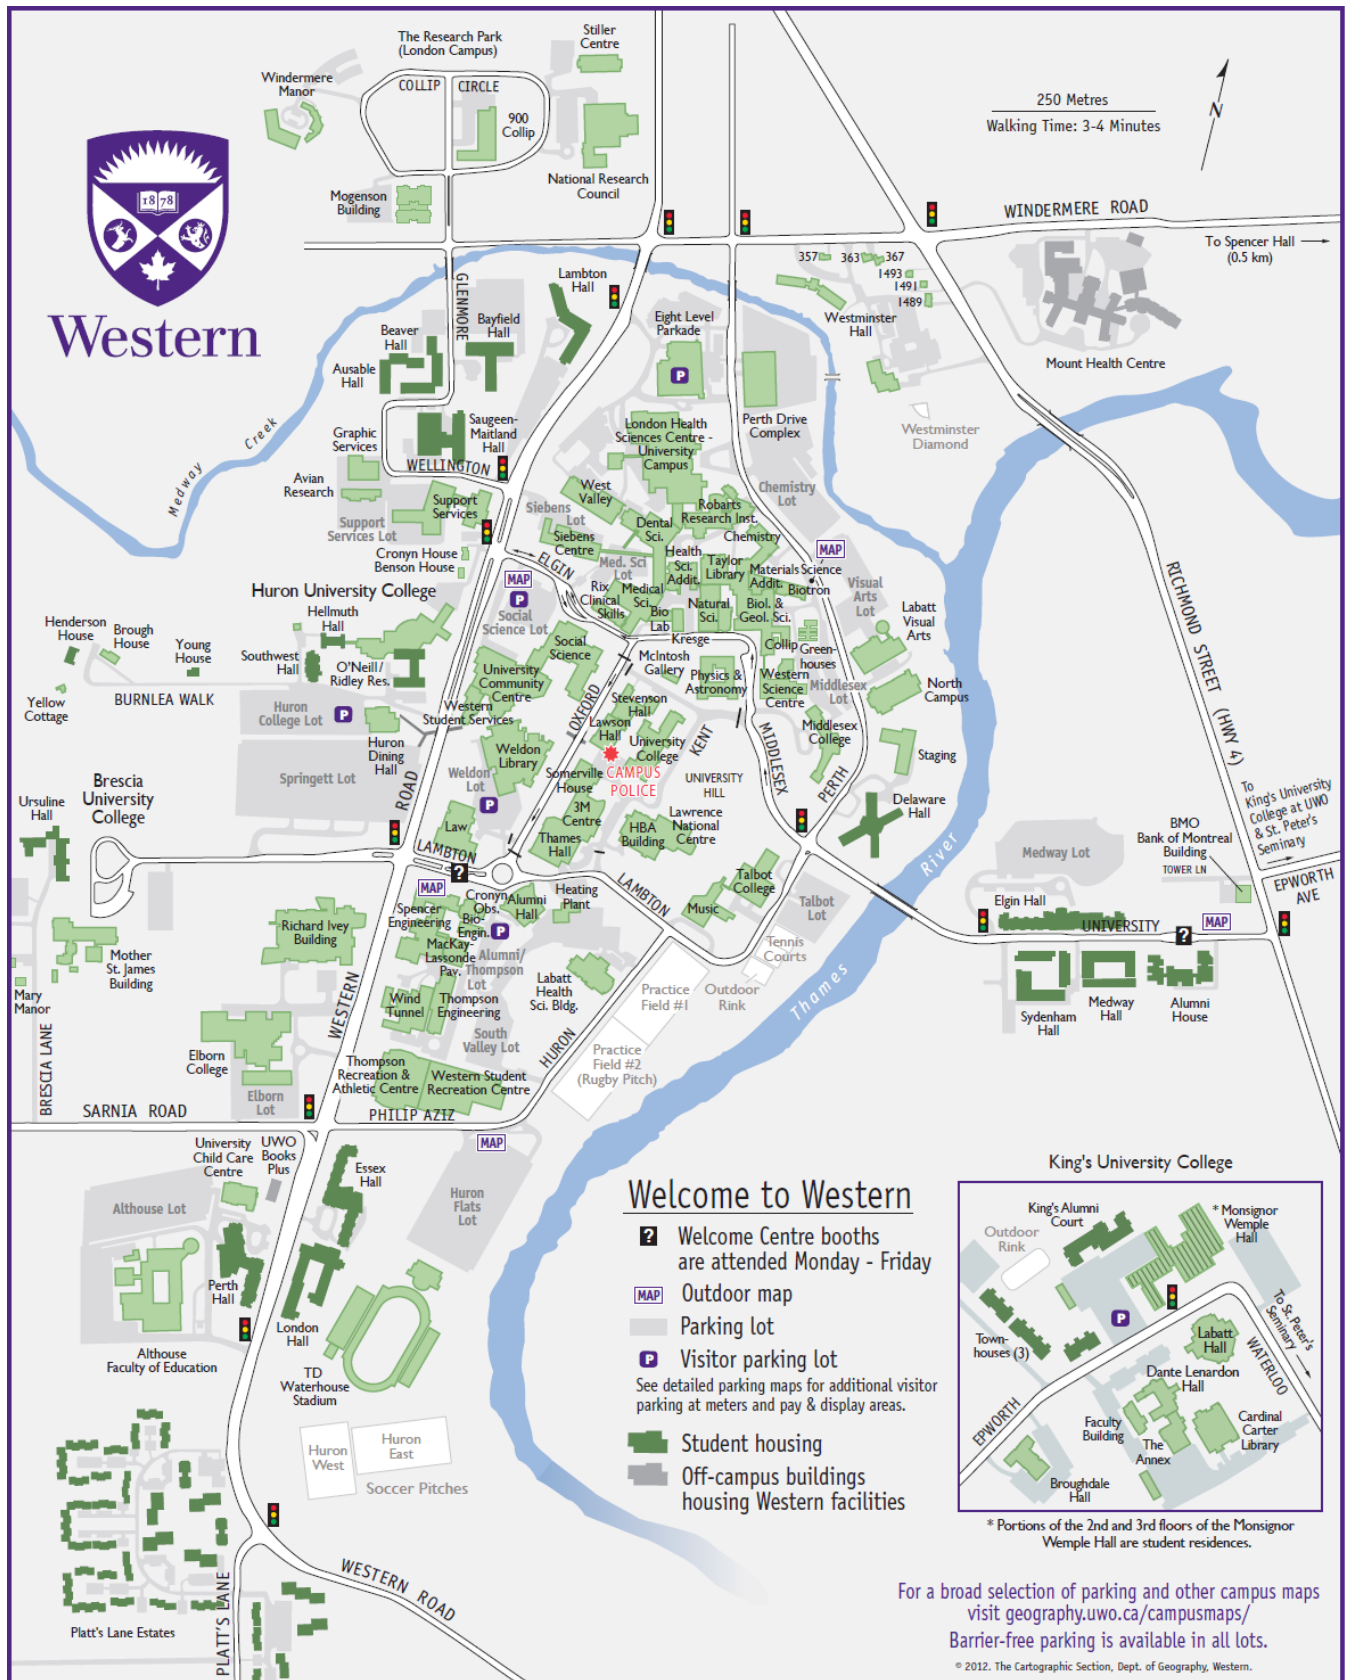 The Research Park
(London Campus)
Stiller
Centre
Windermere
Manor
COLLIP
CIRCLE
900
Collip
National Research
Council
Mogenson
Building
250 Metres
Walking Time: 3-4 Minutes
N
18 78
Western
WINDERMERE ROAD
To Spencer Hall
(0.5 km)
Mount Health Centre
357
363
367
1493
1491
1489
Westminster
Hall
Westminster
Diamond
GLENMORE
Lambton
Hall
Bayfield
Hall
Beaver
Hall
Ausable
Hall
Saugeen-
Maitland
Hall
Eight Level
Parkade
P
Perth Drive
Complex
London Health
Sciences Centre -
University
Campus
Medway
Creek
Graphic
Services
WELLINGTON
Avian
Research
Support
Services
Support
Services Lot
Cronyn House
Benson House
West
Valley
Siebens
Lot
Siebens
Centre
Dental
Sci.
Robarts
Research Inst.
Chemistry
Chemistry
Lot
MAP
ELGIN
MAP
P
Social
Science Lot
Med. Sci
Lot
Health
Sci.
Addit.
Taylor
Library
Materials Science
Addit.
Biotron
Rix
Clinical
Skills
Medical
Sci.
Bio
Lab
Natural
Sci.
Biol. &
Geol. Sci.
Visual
Arts
Lot
Labatt
Visual
Arts
Kresge
Collip
Green-
houses
Huron University College
Hellmuth
Hall
Henderson
House
Brough
House
Young
House
Southwest
Hall
O'Neill/
Ridley Res.
BURNLEA WALK
Yellow
Cottage
Huron
College Lot
P
Huron
Dining
Hall
Springett Lot
Social
Science
University
Community
Centre
Western
Student Services
McIntosh
Gallery
Physics &
Astronomy
Western
Science
Centre
Middlesex
Lot
North
Campus
OXFORD
Stevenson
Hall
Lawson
Hall
University
College
KENT
MIDDLESEX
Middlesex
College
Staging
Weldon
Library
Weldon
Lot
P
CAMPUS
POLICE
Somerville
House
UNIVERSITY
HILL
PERTH
Delaware
Hall
Brescia
University
College
Ursuline
Hall
ROAD
Law
LAMBTON
?
3M
Centre
Thames
Hall
HBA
Building
Lawrence
National
Centre
RICHMOND STREET (HWY 4)
To
King's University
College at UWO
& St. Peter's
Seminary
BMO
Bank of Montreal
Building
TOWER LN
EPWORTH
AVE
Medway Lot
River
Thames
MAP
Spencer
Engineering
Cronyn
Obs.
Bio-
Engin.
Alumni
Hall
P
Heating
Plant
LAMBTON
Music
Talbot
College
Talbot
Lot
Elgin Hall
UNIVERSITY
?
MAP
Richard Ivey
Building
MacKay-
Lassonde
Pav.
Alumni/
Thompson
Lot
Tennis
Courts
Mother
St. James
Building
Mary
Manor
Wind
Tunnel
Thompson
Engineering
Labatt
Health
Sci. Bldg.
Practice
Field #1
Outdoor
Rink
Sydenham
Hall
Medway
Hall
Alumni
House
WESTERN
South
Valley Lot
HURON
Practice
Field #2
(Rugby Pitch)
Elborn
College
Elborn
Lot
BRESCIA LANE
Thompson
Recreation &
Athletic Centre
Western Student
Recreation Centre
SARNIA ROAD
PHILIP AZIZ
MAP
University
Child Care
Centre
UWO
Books
Plus
Essex
Hall
Huron
Flats
Lot
Althouse Lot
Perth
Hall
London
Hall
Althouse
Faculty of Education
TD
Waterhouse
Stadium
Huron
West
Huron
East
Soccer Pitches
Platt's Lane Estates
PLATT'S LANE
WESTERN ROAD
Welcome to Western
? Welcome Centre booths
are attended Monday - Friday
MAP Outdoor map
Parking lot
P Visitor parking lot
See detailed parking maps for additional visitor
parking at meters and pay & display areas.
Student housing
Off-campus buildings
housing Western facilities
King's University College
King's Alumni
Court
* Monsignor
Wemple
Hall
Outdoor
Rink
P
Town-
houses (3)
To St. Peter's
Seminary
Labatt
Hall
WATERLOO
Dante Lenardon
Hall
EPWORTH
Faculty
Building
The
Annex
Cardinal
Carter
Library
Broughdale
Hall
* Portions of the 2nd and 3rd floors of the Monsignor
Wemple Hall are student residences.
For a broad selection of parking and other campus maps
visit geography.uwo.ca/campusmaps/
Barrier-free parking is available in all lots.
© 2012. The Cartographic Section, Dept. of Geography, Western.